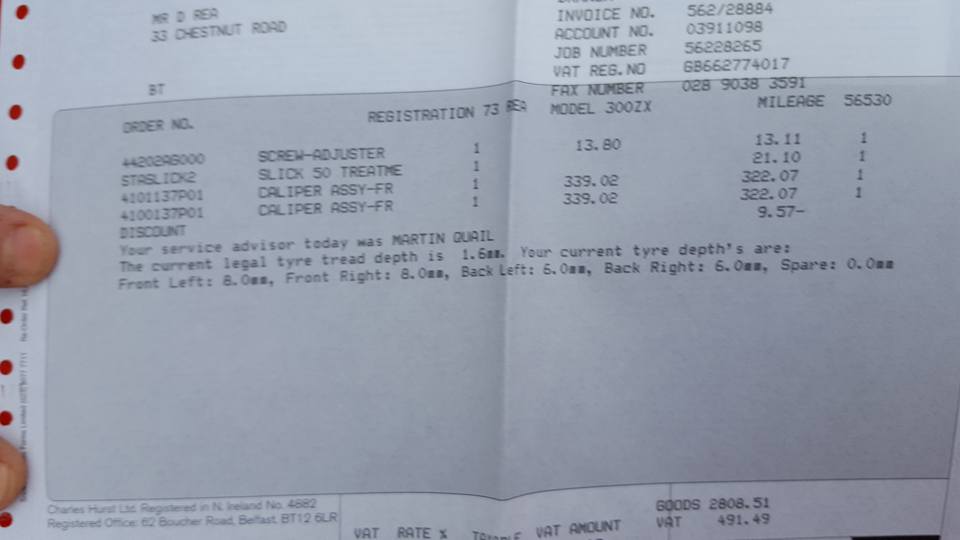 MR D REA
33 CHESTNUT ROAD
BT
INVOICE NO. 562/28884
ACCOUNT NO. 03911098
JOB NUMBER 56228265
VAT REG.NO GB662774017
FAX NUMBER 028 9038 3591
ORDER NO. REGISTRATION 73 REA MODEL 300ZX MILEAGE 56530
44202AG000 SCREW-ADJUSTER 1 13.80 13.11 1
STASLICK2 SLICK 50 TREATME 1 21.10 1
4101137P01 CALIPER ASSY-FR 1 339.02 322.07 1
4100137P01 CALIPER ASSY-FR 1 339.02 322.07 1
DISCOUNT 9.57-
Your service advisor today was MARTIN QUAIL
The current legal tyre tread depth is 1.6mm. Your current tyre depth's are:
Front Left: 8.0mm, Front Right: 8.0mm, Back Left: 6.0mm, Back Right: 6.0mm, Spare: 0.0mm
Charles Hurst Ltd. Registered in N. Ireland No. 4882
Registered Office: 62 Boucher Road, Belfast. BT12 6LR
GOODS 2808.51
VAT 491.49
VAT RATE % VAT AMOUNT